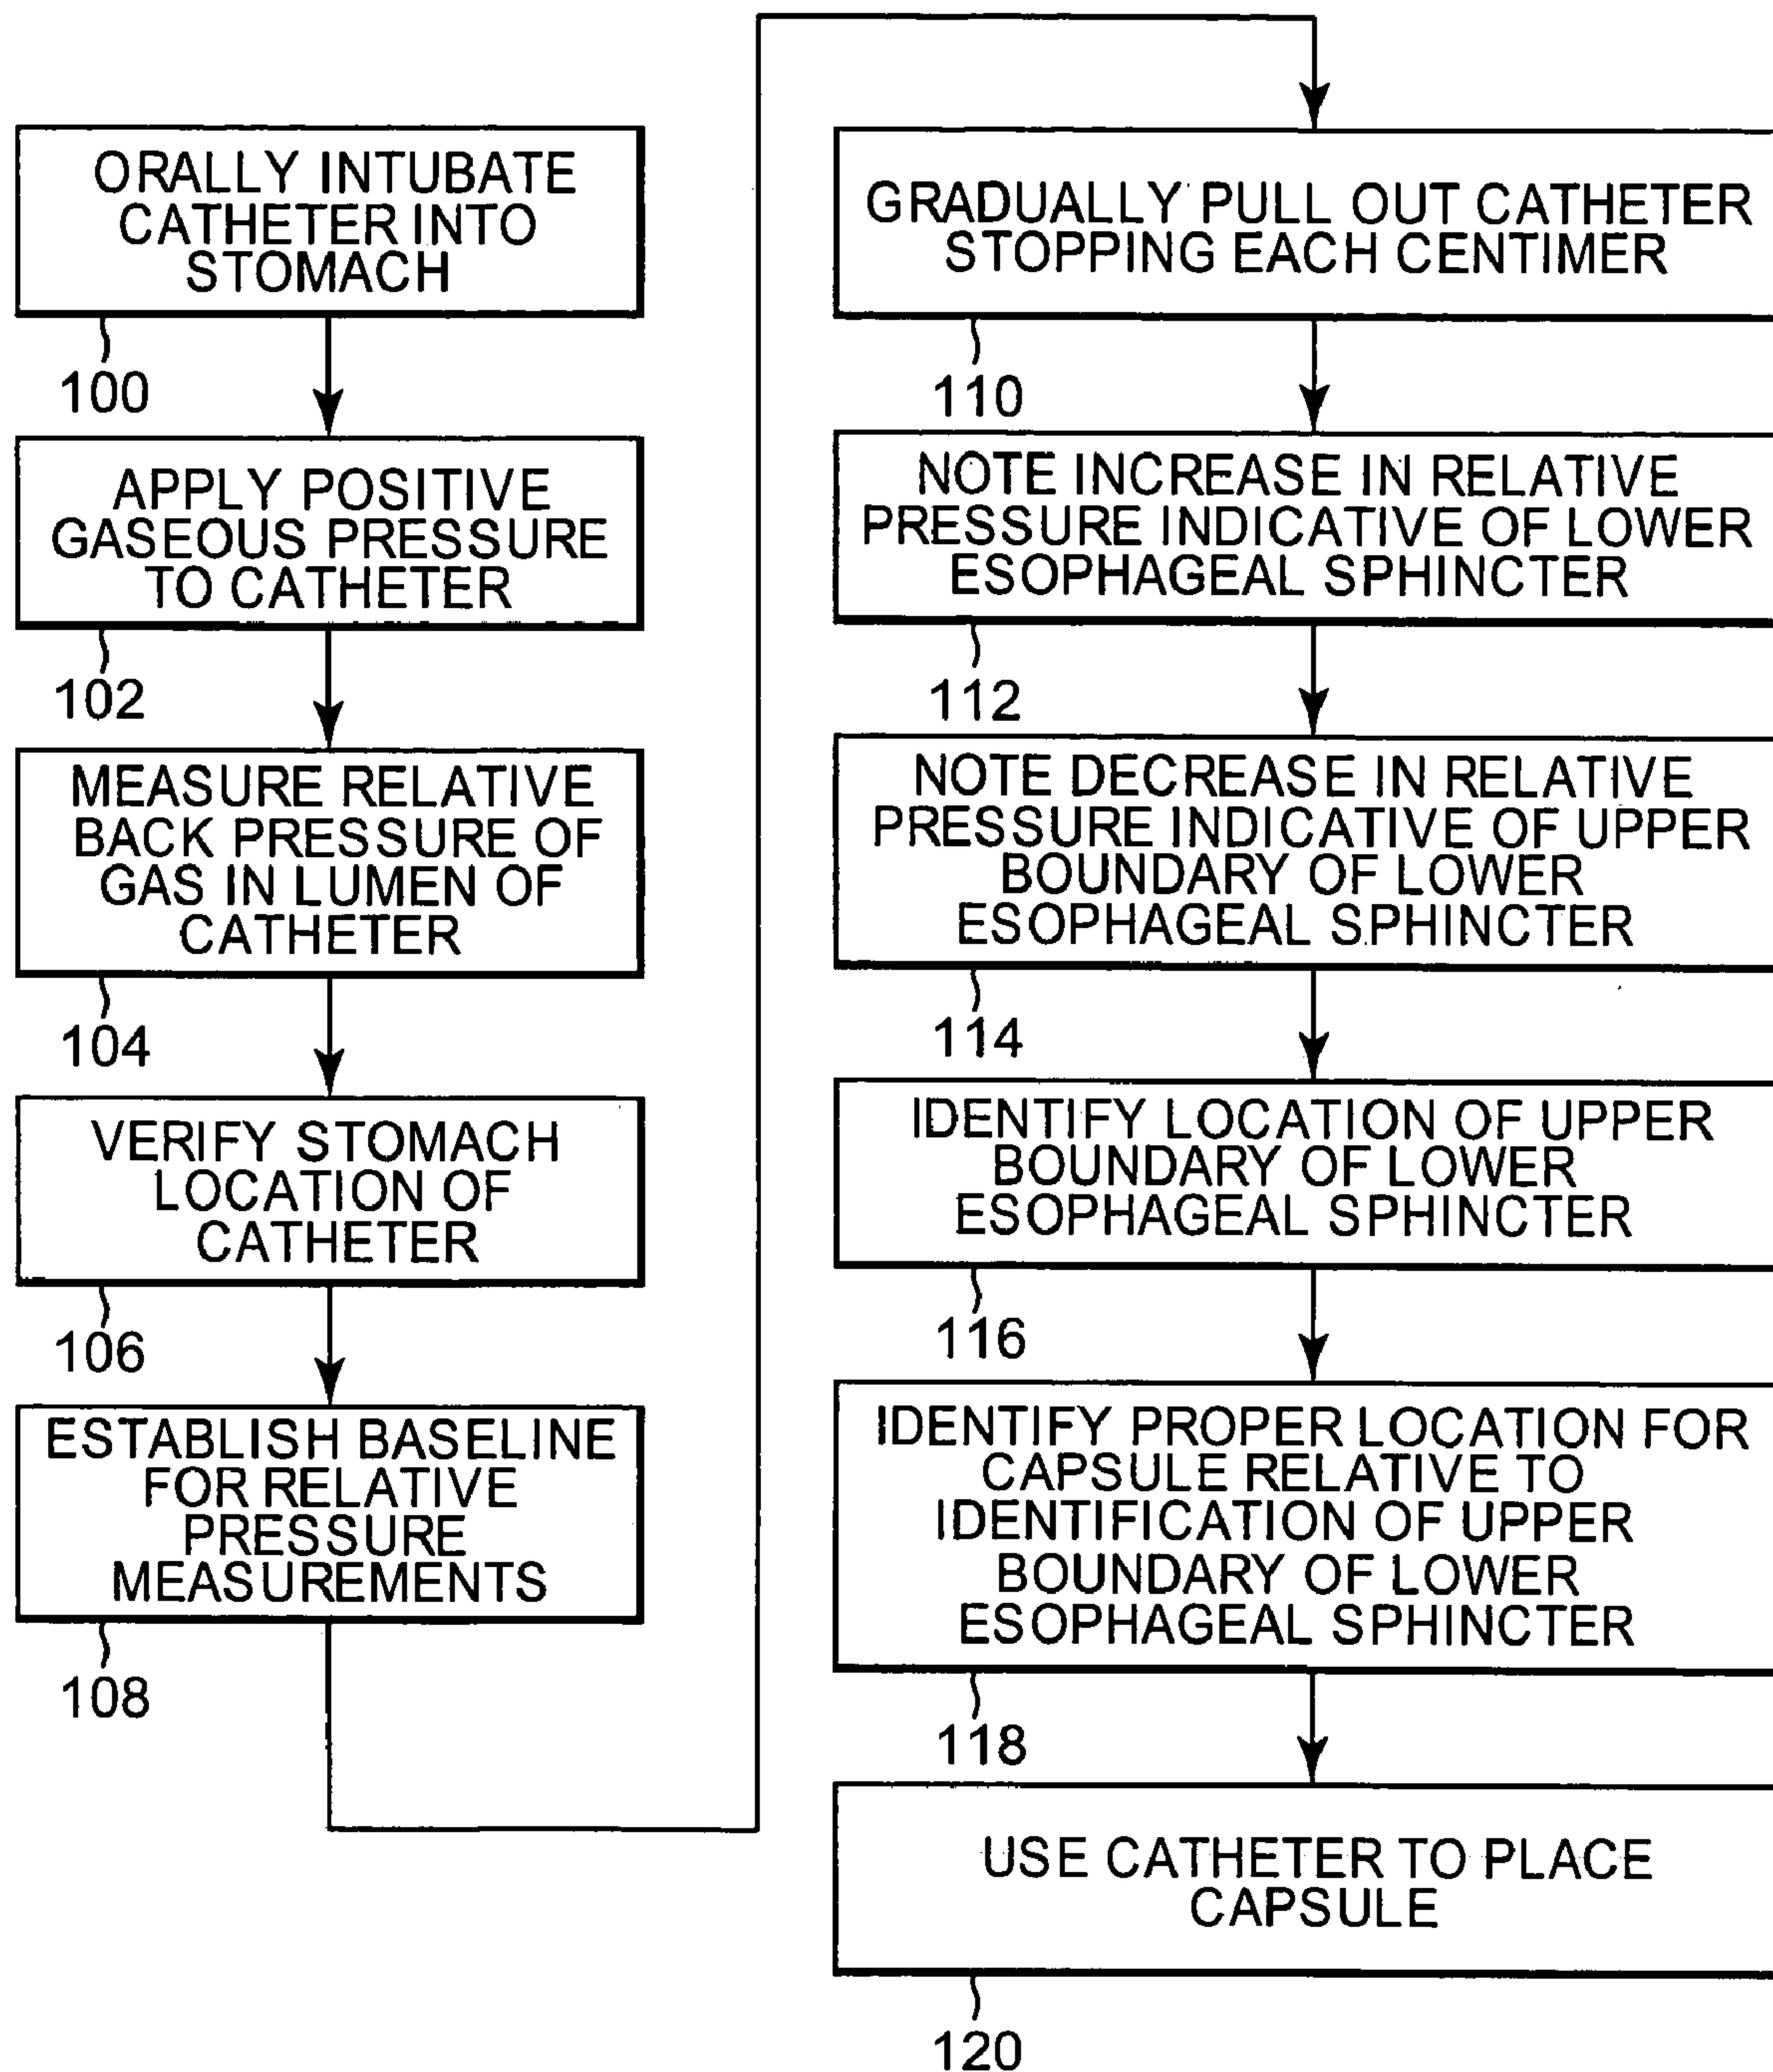 ORALLY INTUBATE
CATHETER INTO
STOMACH
100
APPLY POSITIVE
GASEOUS PRESSURE
TO CATHETER
102
MEASURE RELATIVE
BACK PRESSURE OF
GAS IN LUMEN OF
CATHETER
104
VERIFY STOMACH
LOCATION OF
CATHETER
106
ESTABLISH BASELINE
FOR RELATIVE
PRESSURE
MEASUREMENTS
108
GRADUALLY PULL OUT CATHETER
STOPPING EACH CENTIMER
110
NOTE INCREASE IN RELATIVE
PRESSURE INDICATIVE OF LOWER
ESOPHAGEAL SPHINCTER
112
NOTE DECREASE IN RELATIVE
PRESSURE INDICATIVE OF UPPER
BOUNDARY OF LOWER
ESOPHAGEAL SPHINCTER
114
IDENTIFY LOCATION OF UPPER
BOUNDARY OF LOWER
ESOPHAGEAL SPHINCTER
116
IDENTIFY PROPER LOCATION FOR
CAPSULE RELATIVE TO
IDENTIFICATION OF UPPER
BOUNDARY OF LOWER
ESOPHAGEAL SPHINCTER
118
USE CATHETER TO PLACE
CAPSULE
120